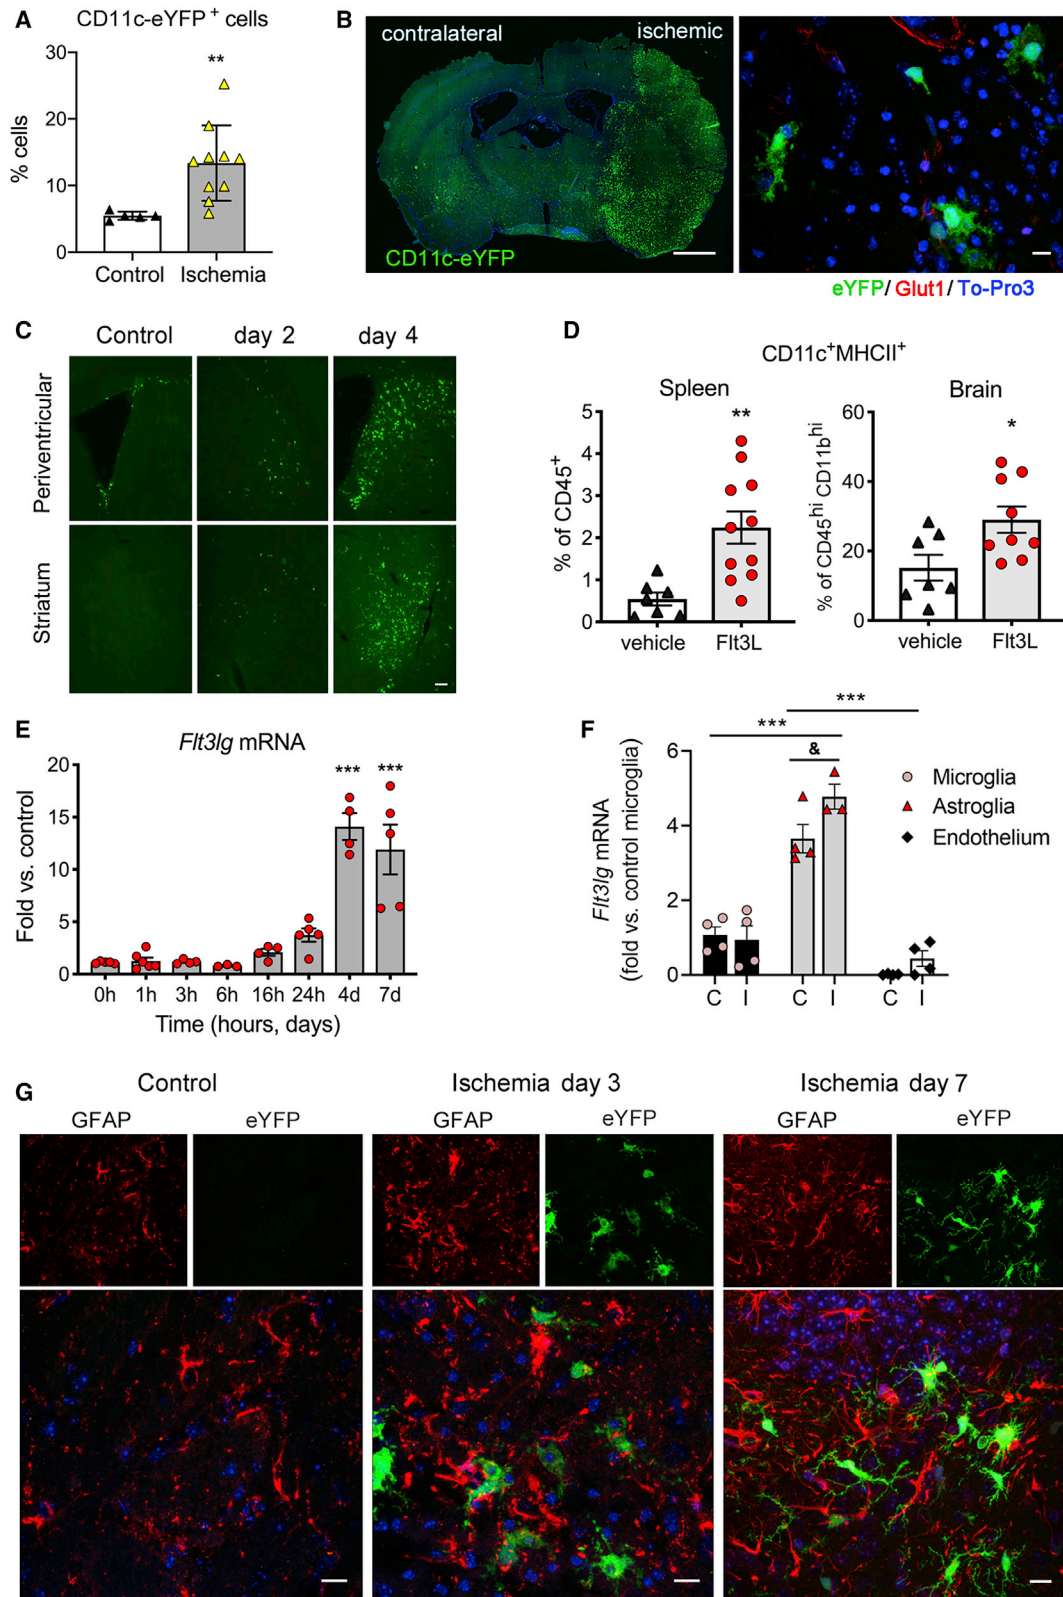 A
CD11c-eYFP + cells
**
30
20
10
0
% cells
Control Ischemia
B
contralateral ischemic
CD11c-eYFP
eYFP/ Glut1/ To-Pro3
C
Control day 2 day 4
Periventricular
Striatum
D
CD11c+MHCII+
Spleen
**
5
4
3
2
1
0
% of CD45+
vehicle Flt3L
Brain
*
60
40
20
0
% of CD45hi CD11bhi
vehicle Flt3L
E
Flt3lg mRNA
20
15
10
5
0
Fold vs. control
*** ***
0h 1h 3h 6h 16h 24h 4d 7d
Time (hours, days)
F
***
***
&
6
4
2
0
Flt3lg mRNA
(fold vs. control microglia)
C I C I C I
Microglia
Astroglia
Endothelium
G
Control Ischemia day 3 Ischemia day 7
GFAP eYFP GFAP eYFP GFAP eYFP